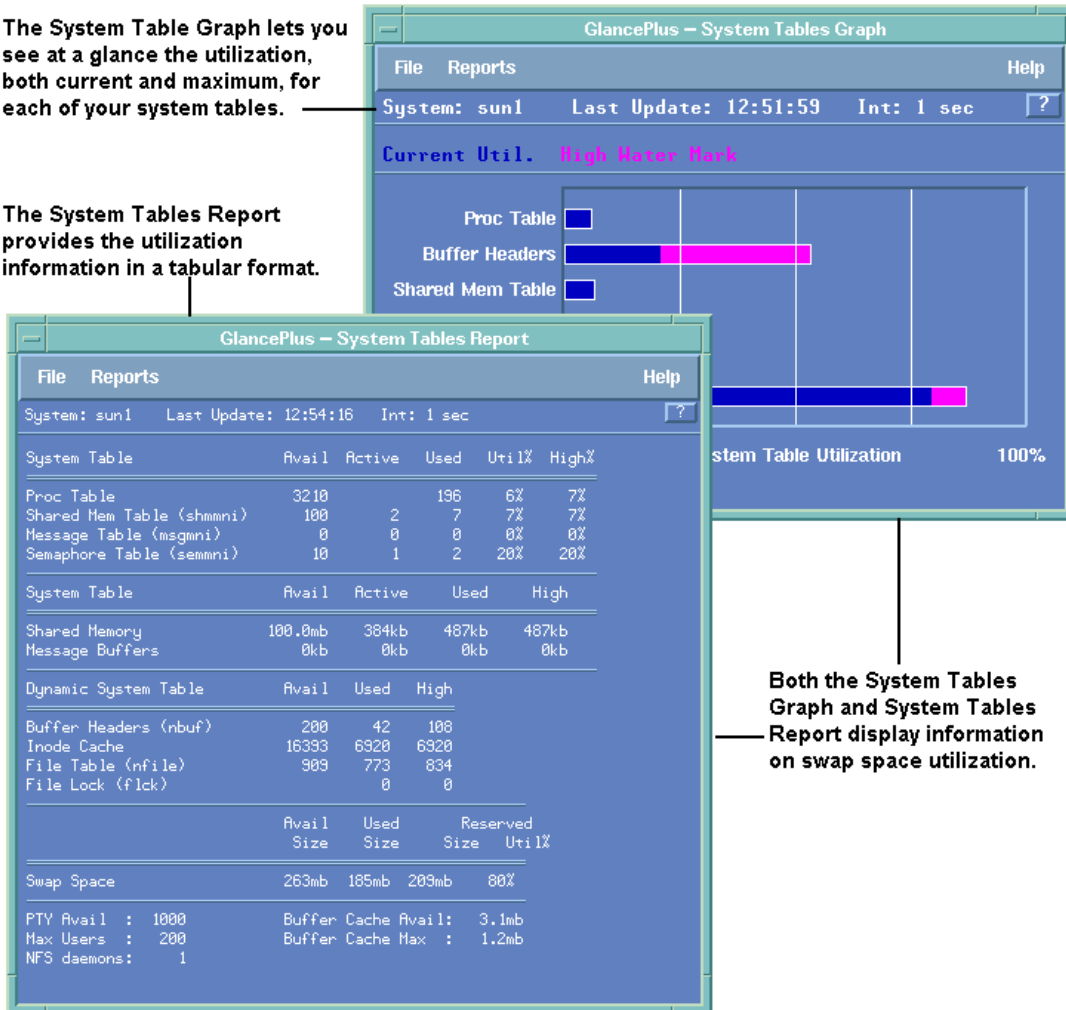 The System Table Graph lets you
see at a glance the utilization,
both current and maximum, for
each of your system tables.
GlancePlus – System Tables Graph
File Reports Help
System: sun1 Last Update: 12:51:59 Int: 1 sec ?
Current Util. High Water Mark
Proc Table
Buffer Headers
Shared Mem Table
stem Table Utilization 100%
The System Tables Report
provides the utilization
information in a tabular format.
GlancePlus – System Tables Report
File Reports Help
System: sun1 Last Update: 12:54:16 Int: 1 sec ?
System Table Avail Active Used Util% High%
Proc Table 3210 196 6% 7%
Shared Mem Table (shmmni) 100 2 7 7% 7%
Message Table (msgmni) 0 0 0 0% 0%
Semaphore Table (semmni) 10 1 2 20% 20%
System Table Avail Active Used High
Shared Memory 100.0mb 384kb 487kb 487kb
Message Buffers 0kb 0kb 0kb 0kb
Dynamic System Table Avail Used High
Buffer Headers (nbuf) 200 42 108
Inode Cache 16393 6920 6920
File Table (nfile) 909 773 834
File Lock (flck) 0 0
Avail Used Reserved
Size Size Size Util%
Swap Space 263mb 185mb 209mb 80%
PTY Avail : 1000 Buffer Cache Avail: 3.1mb
Max Users : 200 Buffer Cache Max : 1.2mb
NFS daemons: 1
Both the System Tables
Graph and System Tables
Report display information
on swap space utilization.